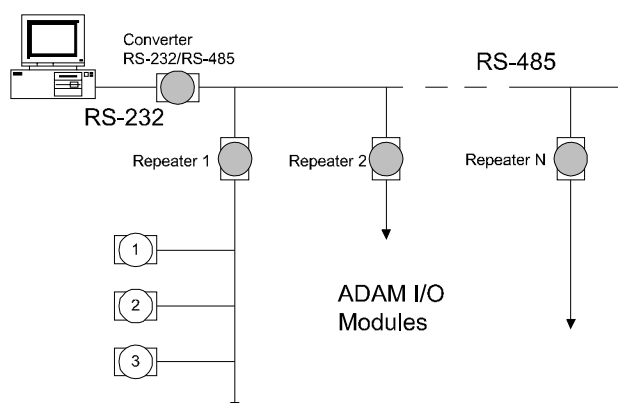 Converter
RS-232/RS-485
RS-485
RS-232
Repeater 1
Repeater 2
Repeater N
1
2
3
ADAM I/O
Modules